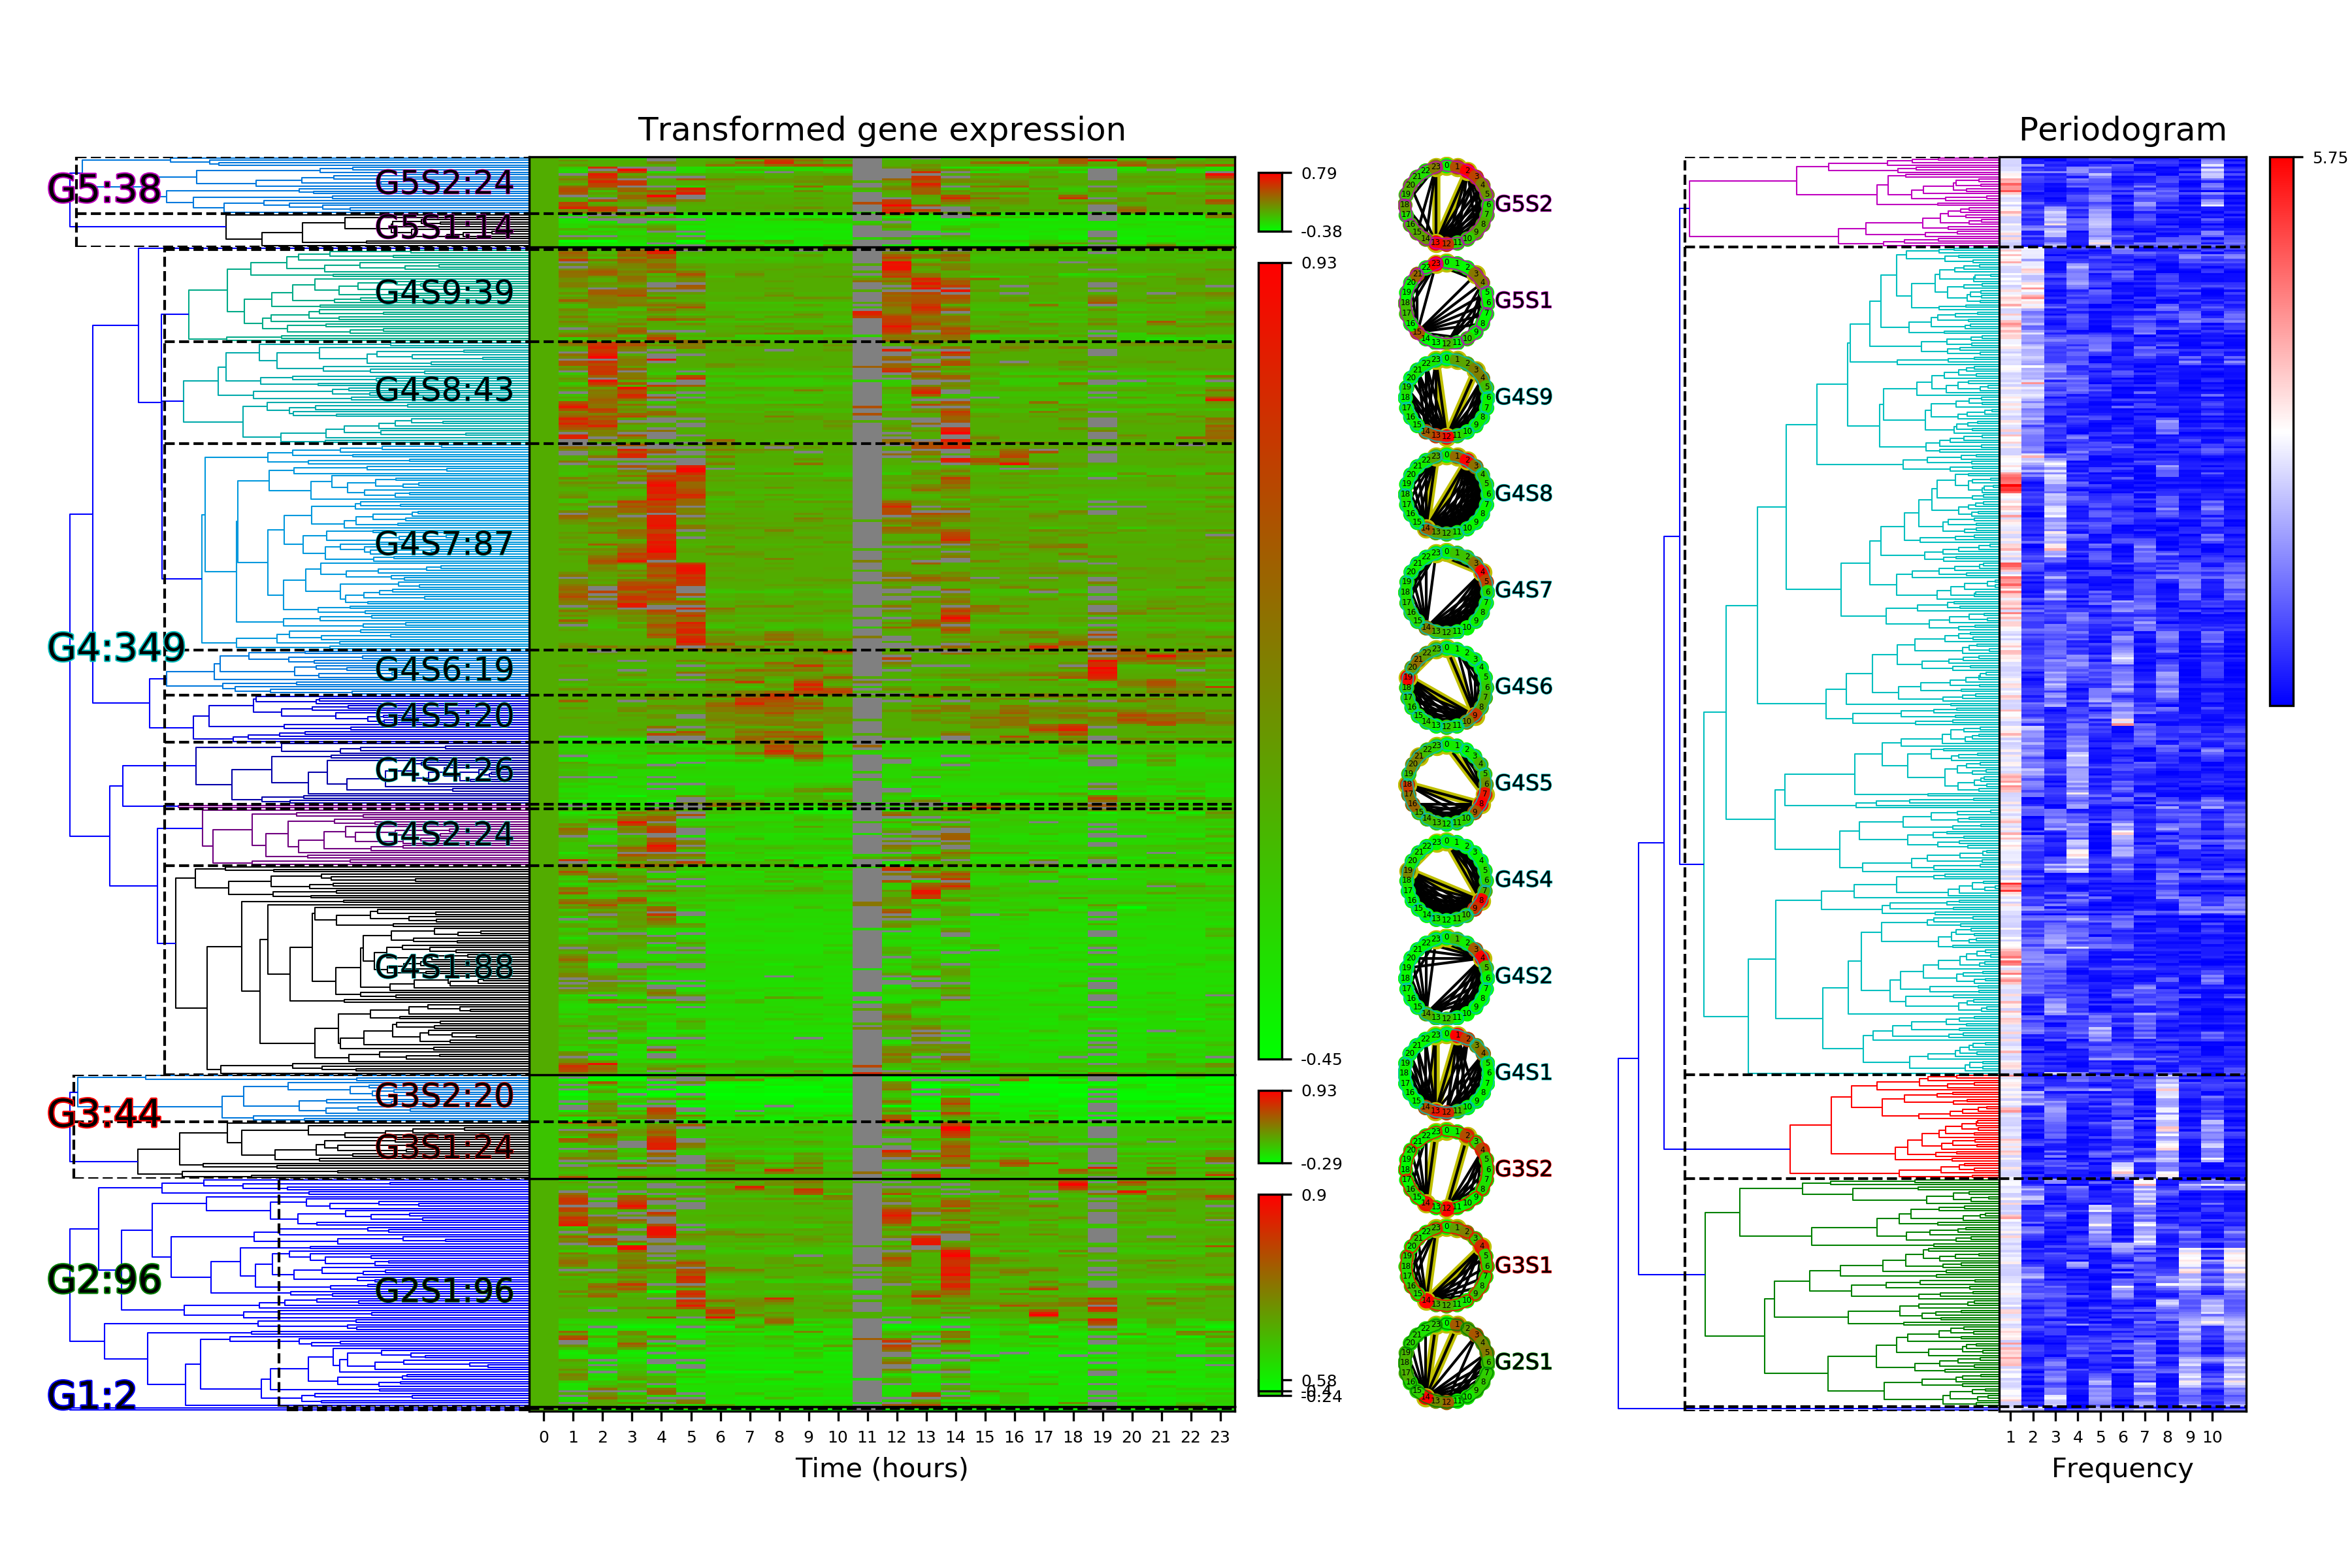 Transformed gene expression
Periodogram
G5:38
G4:349
G3:44
G2:96
G1:2
G5S2:24
G5S1:14
G4S9:39
G4S8:43
G4S7:87
G4S6:19
G4S5:20
G4S4:26
G4S2:24
G4S1:88
G3S2:20
G3S1:24
G2S1:96
0.79
-0.38
0.93
-0.45
0.93
-0.29
0.9
0.58
-0.24
G5S2
G5S1
G4S9
G4S8
G4S7
G4S6
G4S5
G4S4
G4S2
G4S1
G3S2
G3S1
G2S1
5.75
0 1 2 3 4 5 6 7 8 9 10 11 12 13 14 15 16 17 18 19 20 21 22 23
Time (hours)
1 2 3 4 5 6 7 8 9 10
Frequency